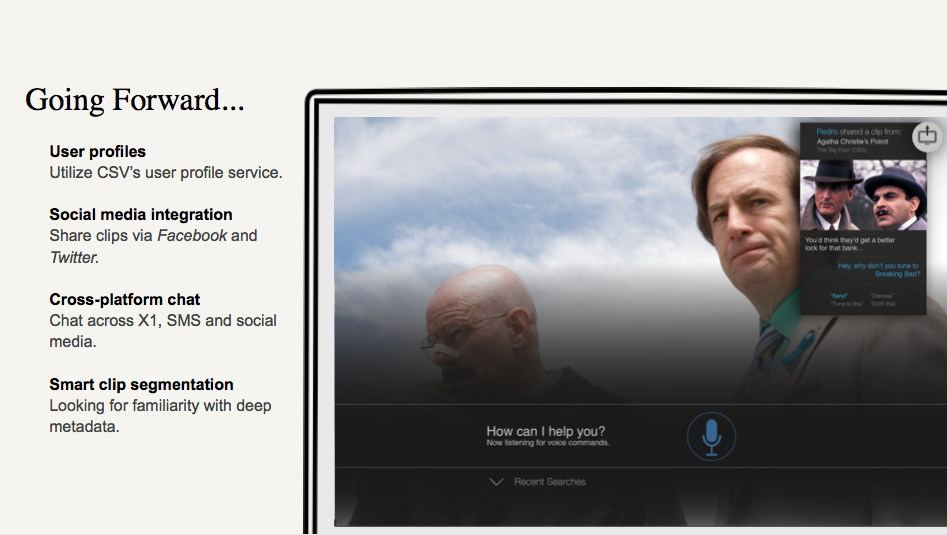 Going Forward...
User profiles
Utilize CSV's user profile service.
Social media integration
Share clips via Facebook and
Twitter.
Cross-platform chat
Chat across X1, SMS and social
media.
Smart clip segmentation
Looking for familiarity with deep
metadata.
Pedro shared a clip from:
Agatha Christie's Poirot
The Big Four (CBS)
You'd think they'd get a better
lock for that bank...
Hey, why don't you tune to
Breaking Bad?
"Send"
"Dismiss"
"Tune to this"
"DVR this"
How can I help you?
Now listening for voice commands.
Recent Searches